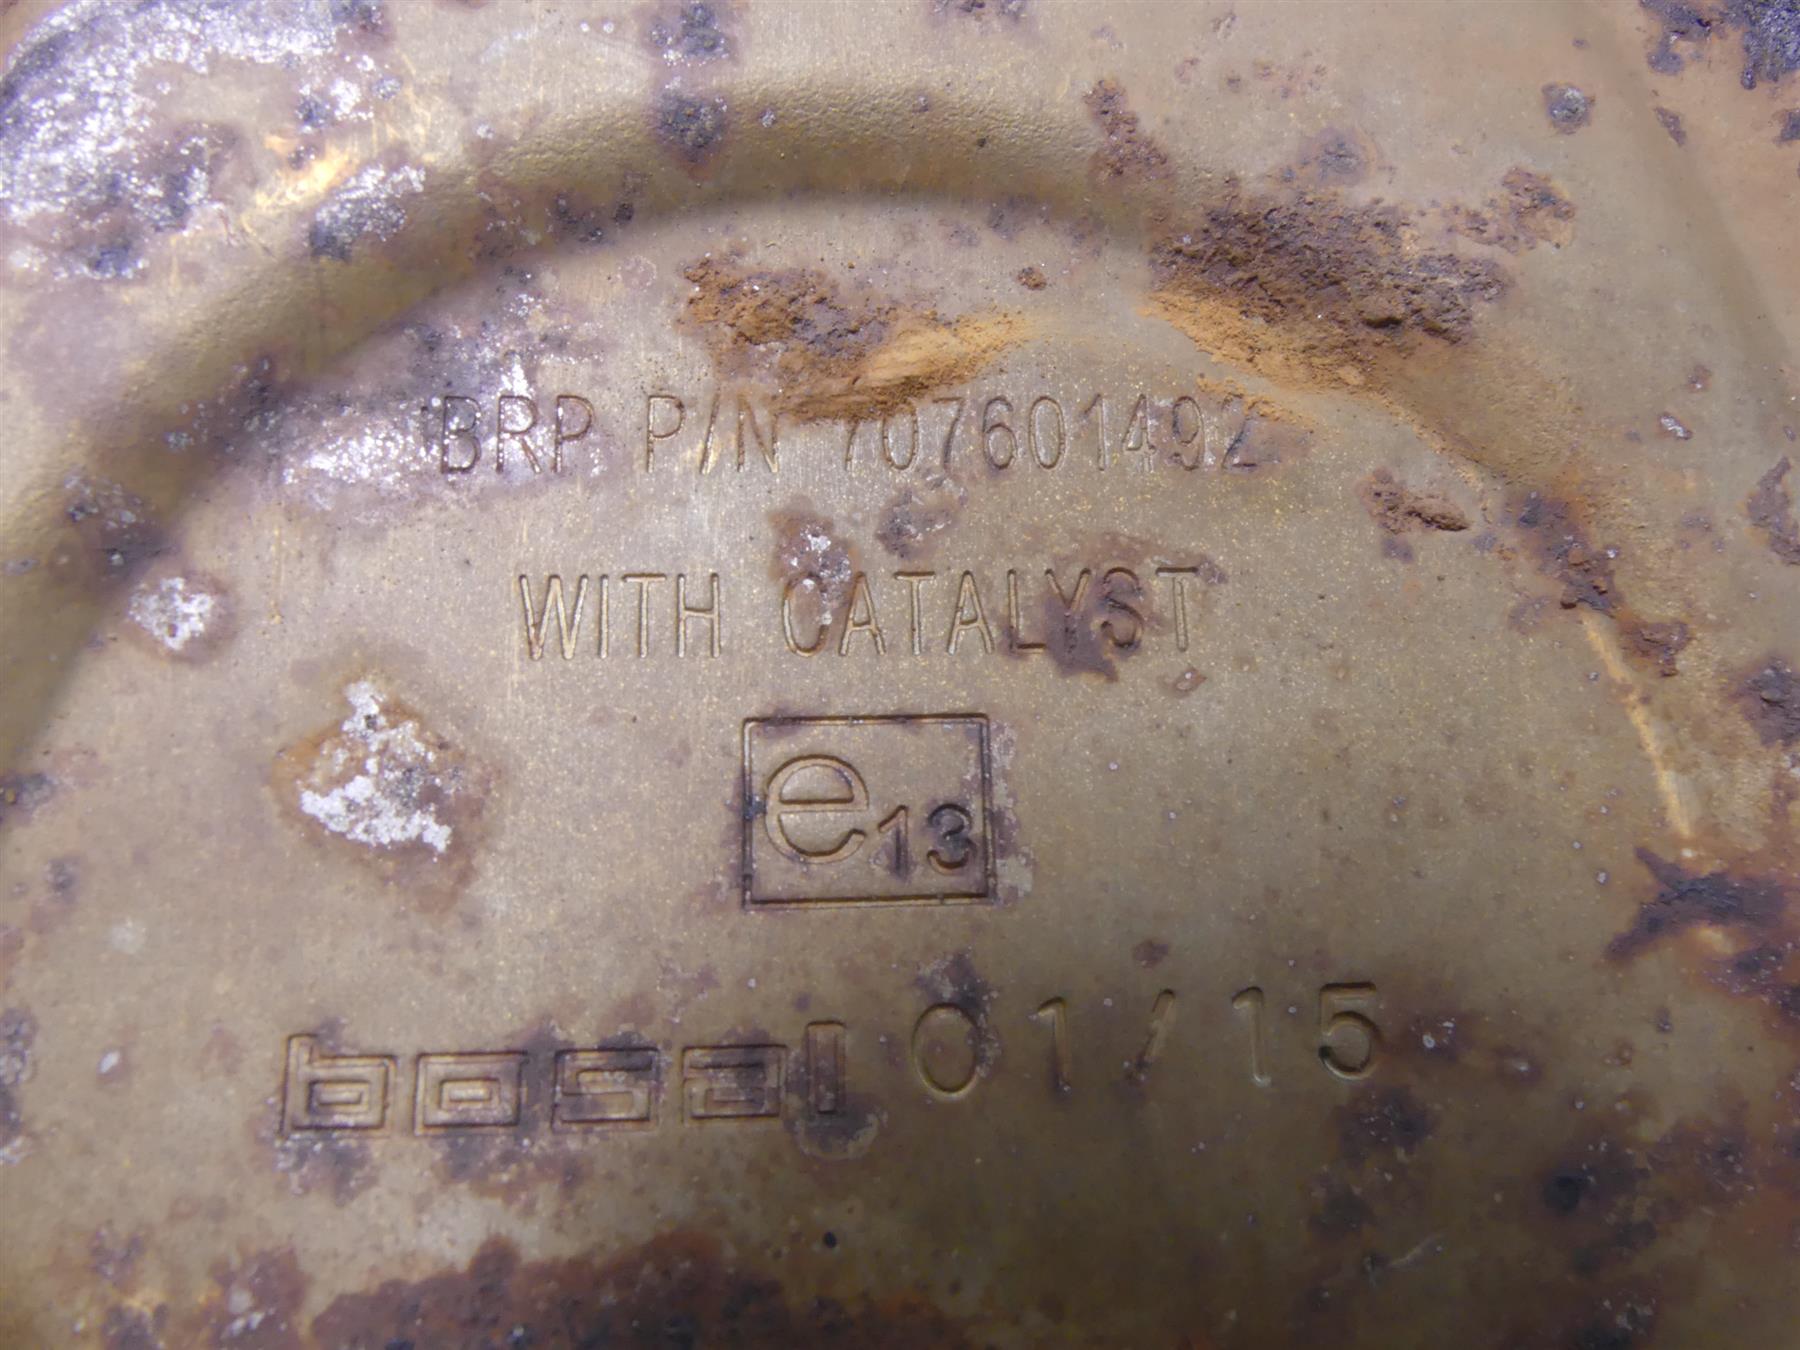 BRP P/N 707601492
WITH CATALYST
e13
bosal 01/15